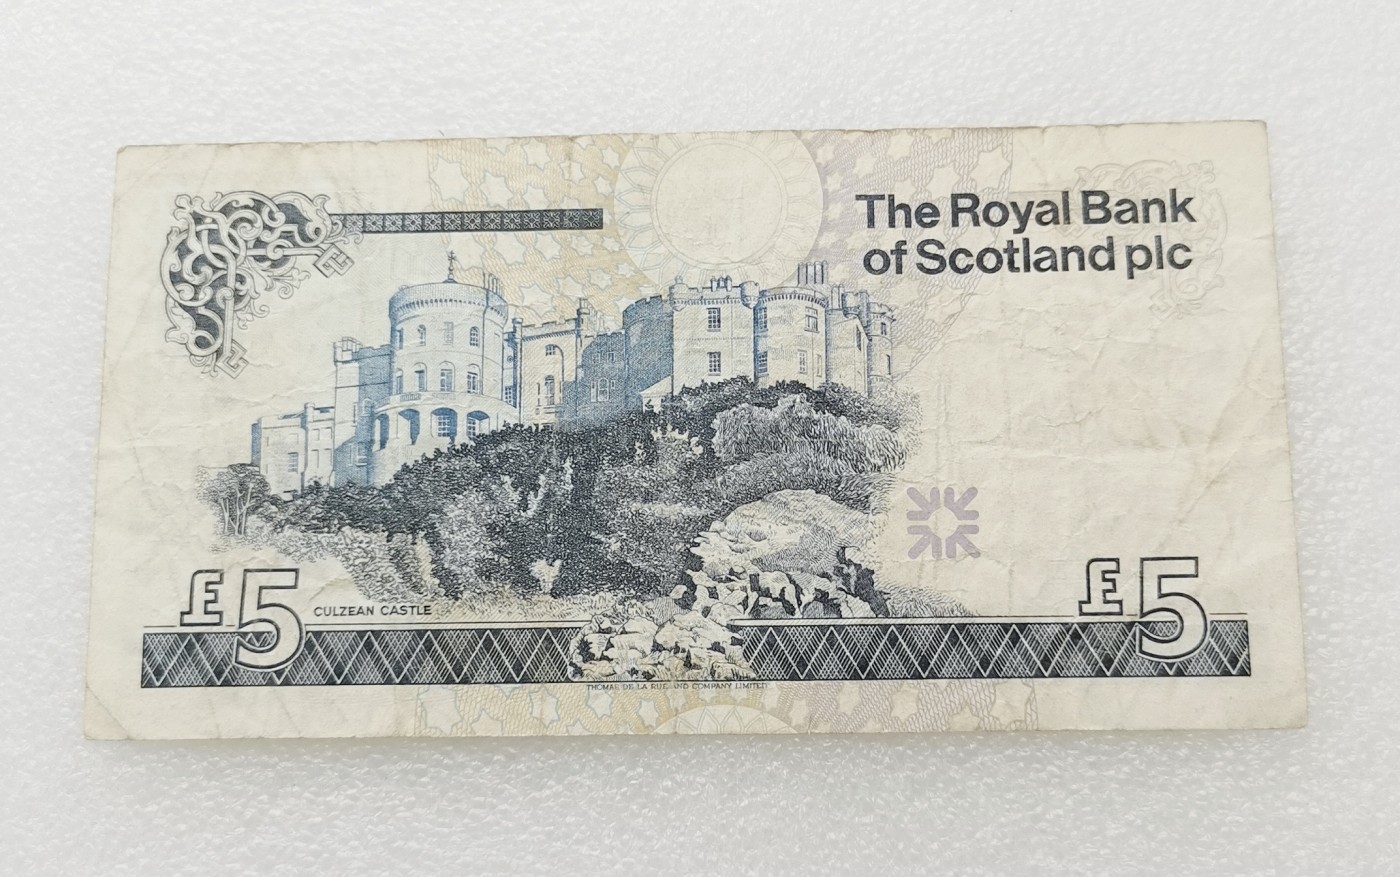 The Royal Bank
of Scotland plc
£5
CULZEAN CASTLE
£5
THOMAS DE LA RUE AND COMPANY LIMITED